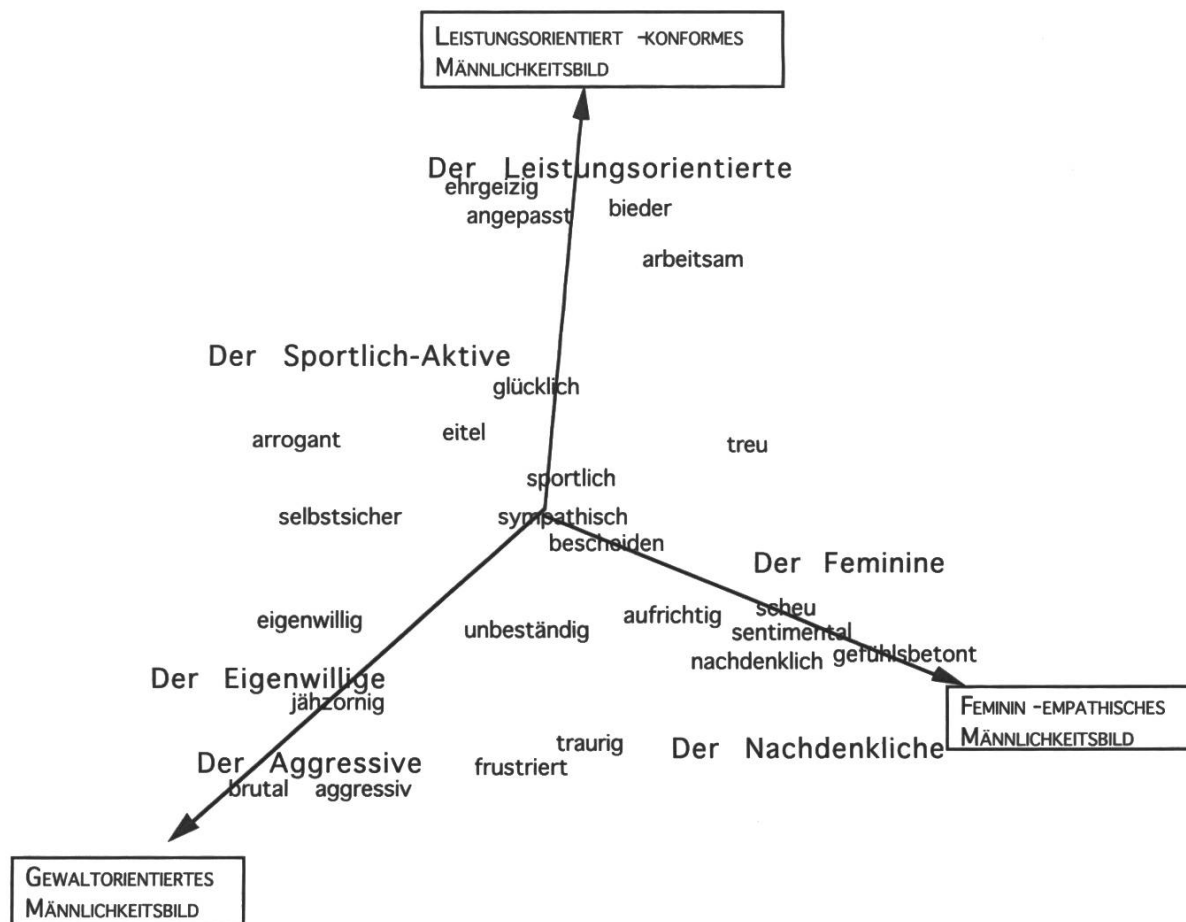 LEISTUNGSORIENTIERT -KONFORMES
MÄNNLICHKEITSBILD
Der Leistungsorientierte
ehrgeizig
bieder
angepasst
arbeitsam
Der Sportlich-Aktive
glücklich
eitel
arrogant
treu
sportlich
selbstsicher
sympathisch
bescheiden
Der Feminine
scheu
aufrichtig
eigenwillig
unbeständig
sentimental
nachdenklich
gefühlsbetont
Der Eigenwillige
jähzornig
FEMININ -EMPATHISCHES
MÄNNLICHKEITSBILD
traurig
Der Nachdenkliche
Der Aggressive
frustriert
brutal
aggressiv
GEWALTORIENTIERTES
MÄNNLICHKEITSBILD